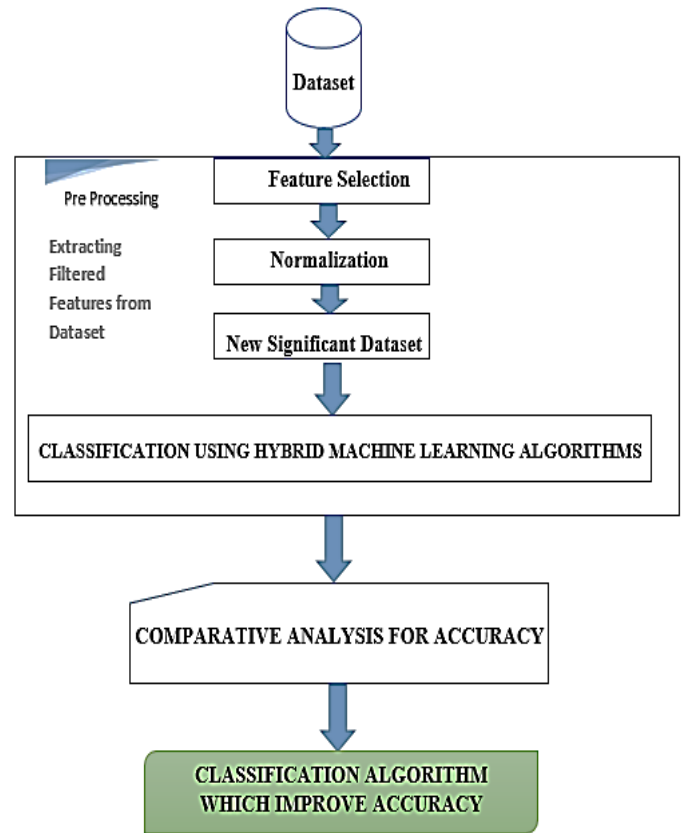 Dataset
Feature Selection
Pre Processing
Extracting
Filtered
Features from
Dataset
Normalization
New Significant Dataset
CLASSIFICATION USING HYBRID MACHINE LEARNING ALGORITHMS
COMPARATIVE ANALYSIS FOR ACCURACY
CLASSIFICATION ALGORITHM
WHICH IMPROVE ACCURACY